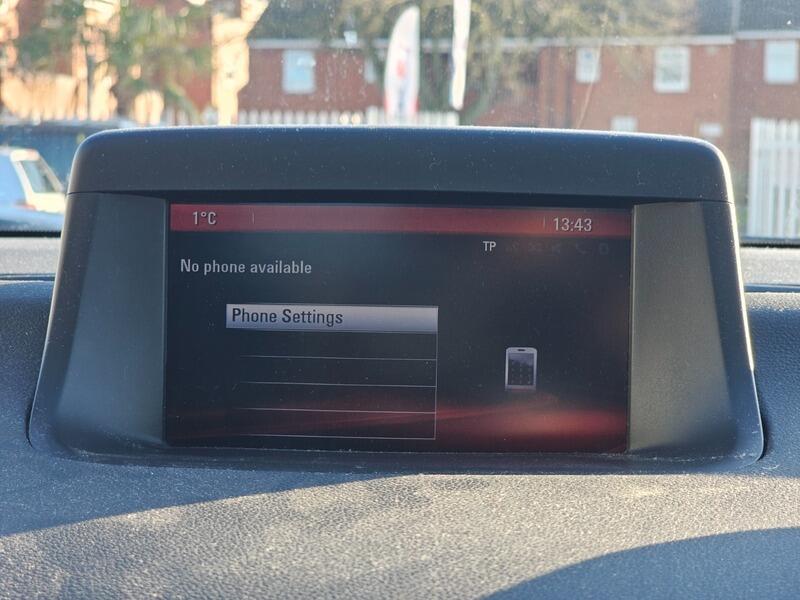 1°C 13:43
TP
No phone available
Phone Settings